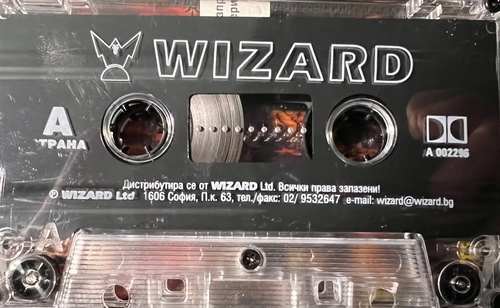 WIZARD
A
СТРАНА
A 002296
Дистрибутира се от WIZARD Ltd. Всички права запазени!
℗ WIZARD Ltd 1606 София, П.к. 63, тел./факс: 02/ 9532647 e-mail: wizard@wizard.bg